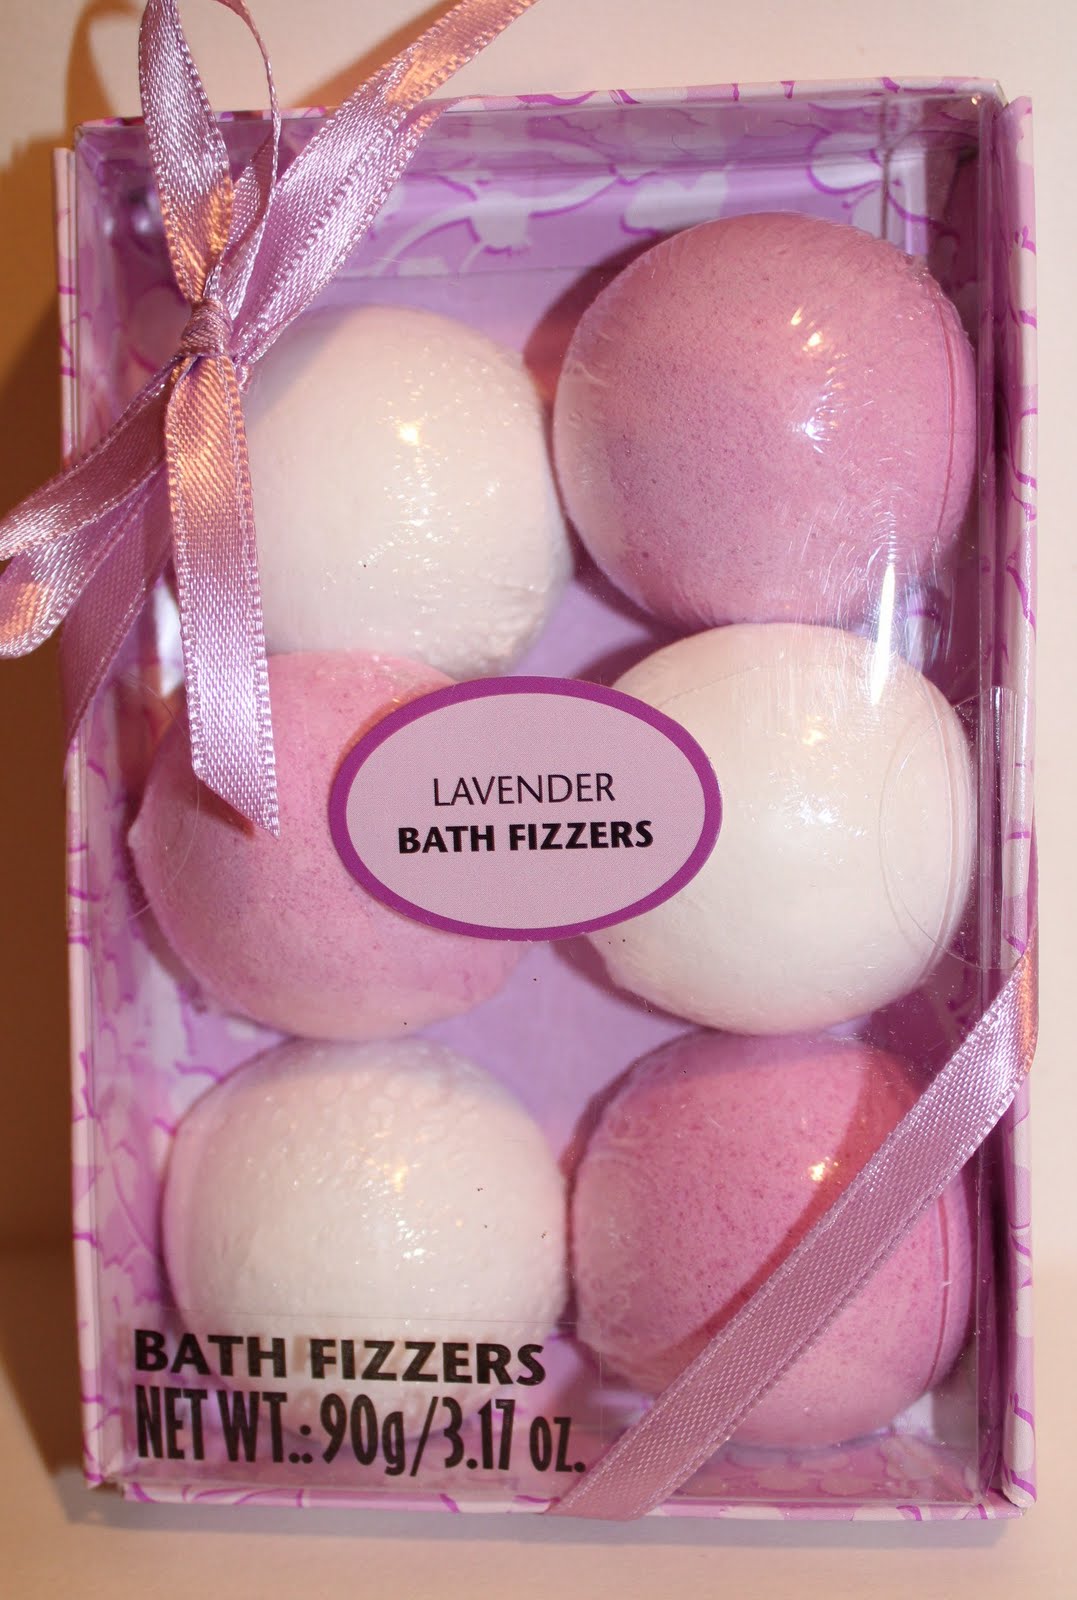 LAVENDER
BATH FIZZERS
BATH FIZZERS
NET WT.: 90g/3.17 oz.